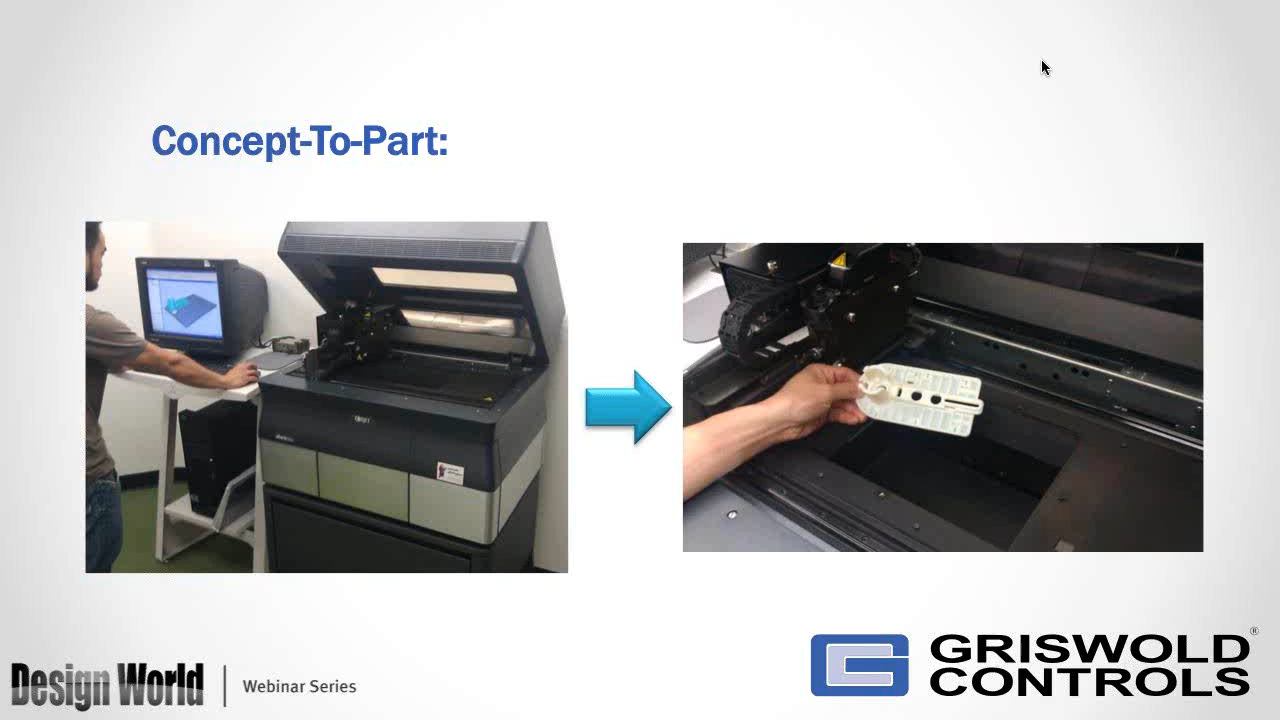 Concept-To-Part:
Design World
Webinar Series
GRISWOLD®
CONTROLS